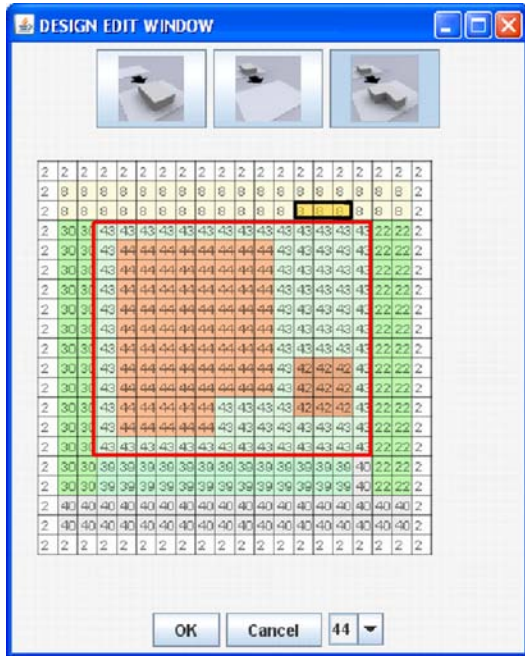 DESIGN EDIT WINDOW
2 2 2 2 2 2 2 2 2 2 2 2 2 2 2 2 2 2 2 2
2 8 8 8 8 8 8 8 8 8 8 8 8 8 8 8 8 8 8 2
2 8 8 8 8 8 8 8 8 8 8 8 8 8 8 8 8 8 8 2
2 30 30 43 43 43 43 43 43 43 43 43 43 43 43 43 43 22 22 2
2 30 30 43 44 44 44 44 44 44 44 44 43 43 43 43 43 22 22 2
2 30 30 43 44 44 44 44 44 44 44 44 43 43 43 43 43 22 22 2
2 30 30 43 44 44 44 44 44 44 44 44 43 43 43 43 43 22 22 2
2 30 30 43 44 44 44 44 44 44 44 44 43 43 43 43 43 22 22 2
2 30 30 43 44 44 44 44 44 44 44 44 43 43 43 43 43 22 22 2
2 30 30 43 44 44 44 44 44 44 44 44 43 43 43 43 43 22 22 2
2 30 30 43 44 44 44 44 44 44 44 44 43 42 42 42 43 22 22 2
2 30 30 43 44 44 44 44 44 44 44 44 43 42 42 42 43 22 22 2
2 30 30 43 44 44 44 44 44 43 43 43 43 42 42 42 43 22 22 2
2 30 30 43 44 44 44 44 44 43 43 43 43 43 43 43 43 22 22 2
2 30 30 43 43 43 43 43 43 43 43 43 43 43 43 43 43 22 22 2
2 30 30 39 39 39 39 39 39 39 39 39 39 39 39 39 40 22 22 2
2 30 30 39 39 39 39 39 39 39 39 39 39 39 39 39 40 22 22 2
2 40 40 40 40 40 40 40 40 40 40 40 40 40 40 40 40 40 40 2
2 40 40 40 40 40 40 40 40 40 40 40 40 40 40 40 40 40 40 2
2 2 2 2 2 2 2 2 2 2 2 2 2 2 2 2 2 2 2 2
OK Cancel 44